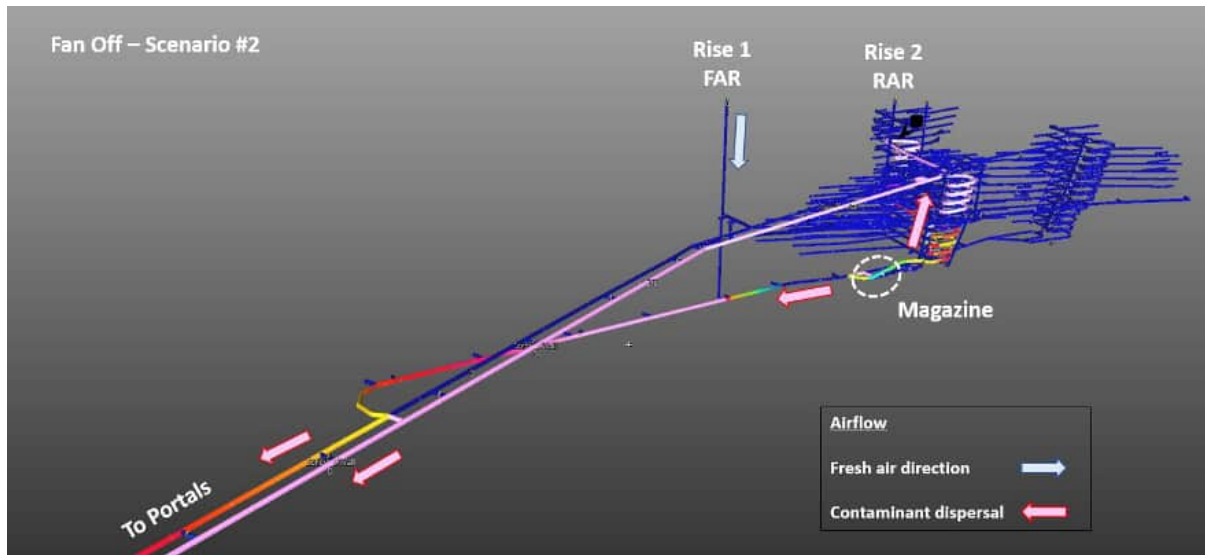 Fan Off – Scenario #2
Rise 1
FAR
Rise 2
RAR
Magazine
To Portals
Airflow
Fresh air direction
Contaminant dispersal